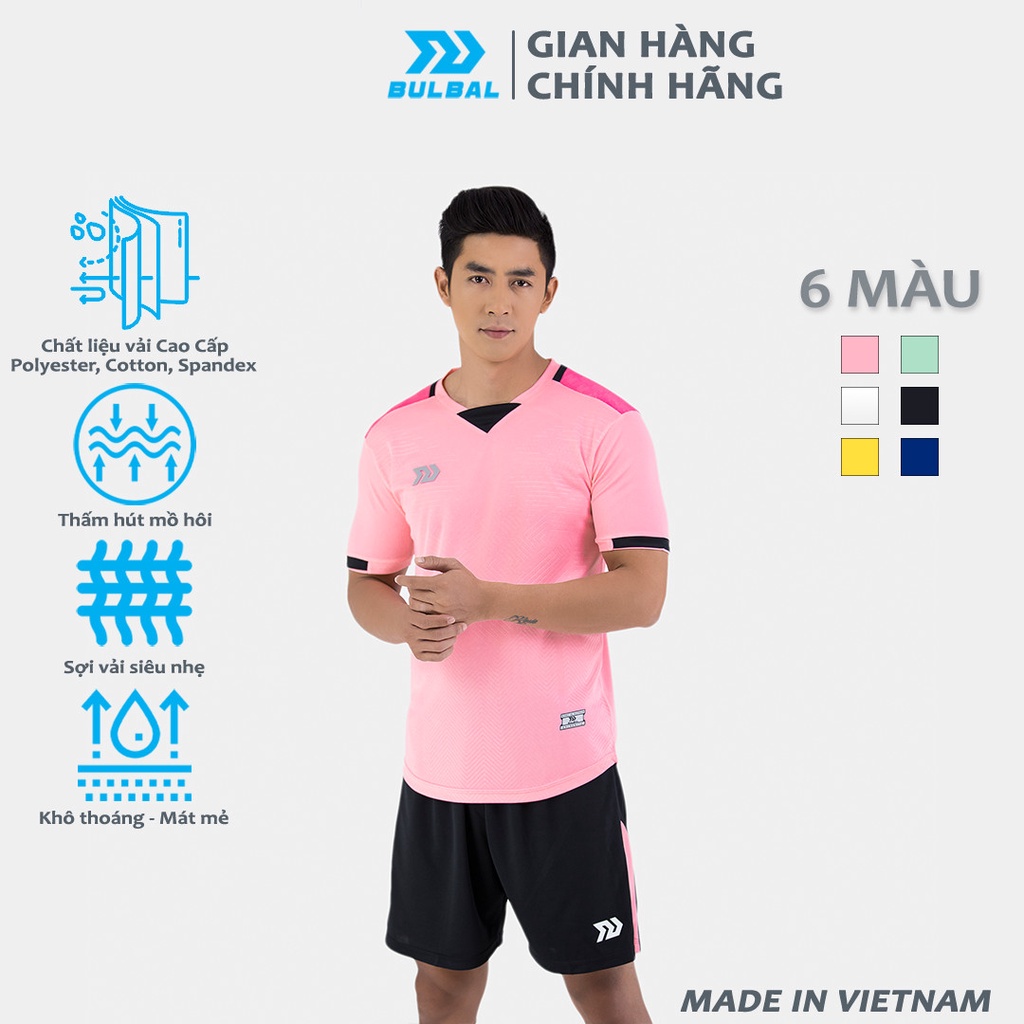 BULBAL
GIAN HÀNG
CHÍNH HÃNG
Chất liệu vải Cao Cấp
Polyester, Cotton, Spandex
Thấm hút mồ hôi
Sợi vải siêu nhẹ
Khô thoáng - Mát mẻ
6 MÀU
MADE IN VIETNAM